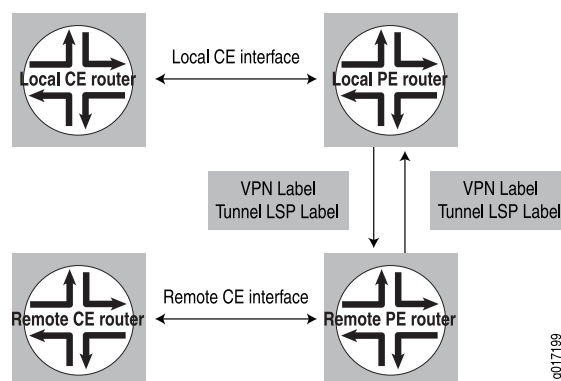 Local CE router
Local CE interface
Local PE router
VPN Label
Tunnel LSP Label
VPN Label
Tunnel LSP Label
Remote CE router
Remote CE interface
Remote PE router
g017199